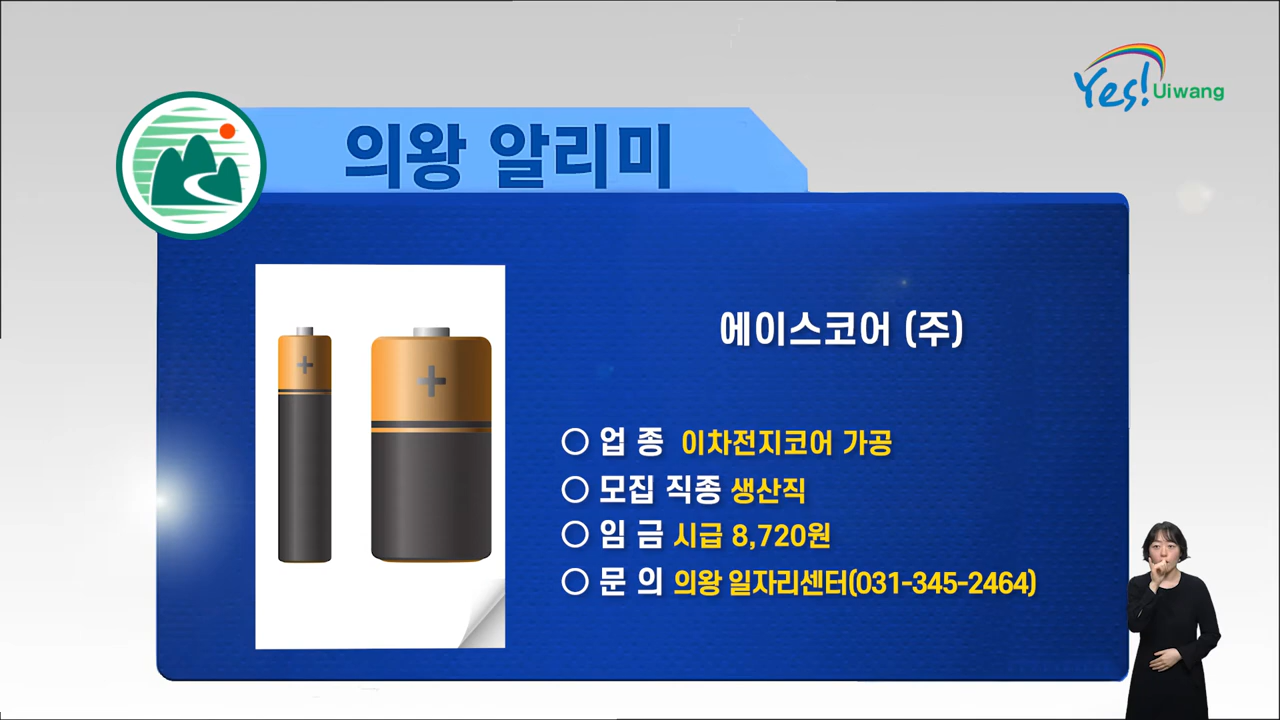 Yes! Uiwang
의왕 알리미
에이스코어 (주)
○ 업 종 이차전지코어 가공
○ 모집 직종 생산직
○ 임 금 시급 8,720원
○ 문 의 의왕 일자리센터(031-345-2464)